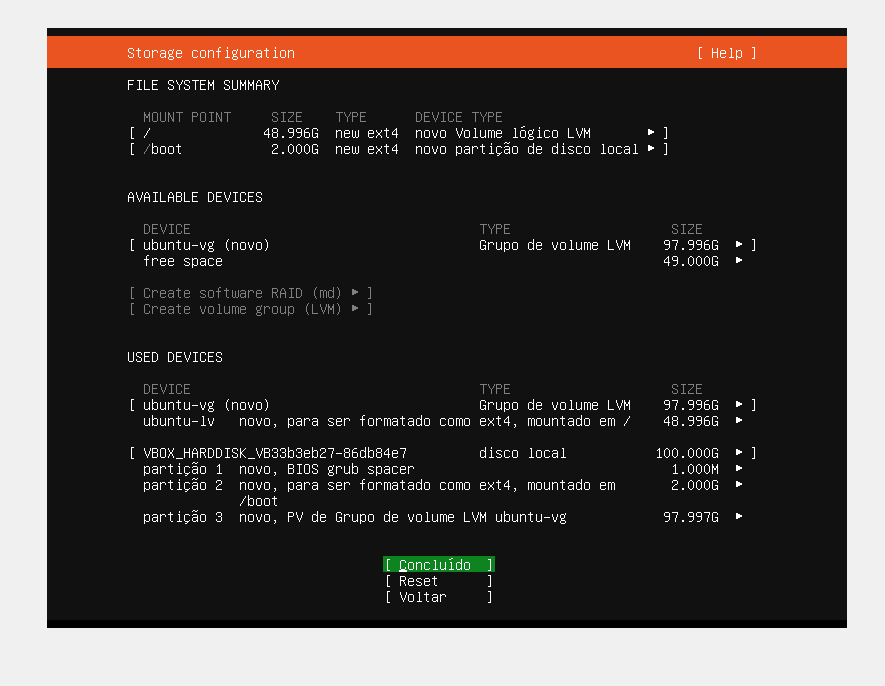 Storage configuration [ Help ]
FILE SYSTEM SUMMARY
MOUNT POINT SIZE TYPE DEVICE TYPE
[ / 48.996G new ext4 novo Volume lógico LVM ▸ ]
[ /boot 2.000G new ext4 novo partição de disco local ▸ ]
AVAILABLE DEVICES
DEVICE TYPE SIZE
[ ubuntu-vg (novo) Grupo de volume LVM 97.996G ▸ ]
free space 49.000G ▸
[ Create software RAID (md) ▸ ]
[ Create volume group (LVM) ▸ ]
USED DEVICES
DEVICE TYPE SIZE
[ ubuntu-vg (novo) Grupo de volume LVM 97.996G ▸ ]
ubuntu-lv novo, para ser formatado como ext4, mountado em / 48.996G ▸
[ VBOX_HARDDISK_VB33b3eb27-86db84e7 disco local 100.000G ▸ ]
partição 1 novo, BIOS grub spacer 1.000M ▸
partição 2 novo, para ser formatado como ext4, mountado em 2.000G ▸
/boot
partição 3 novo, PV de Grupo de volume LVM ubuntu-vg 97.997G ▸
[ Concluído ]
[ Reset ]
[ Voltar ]